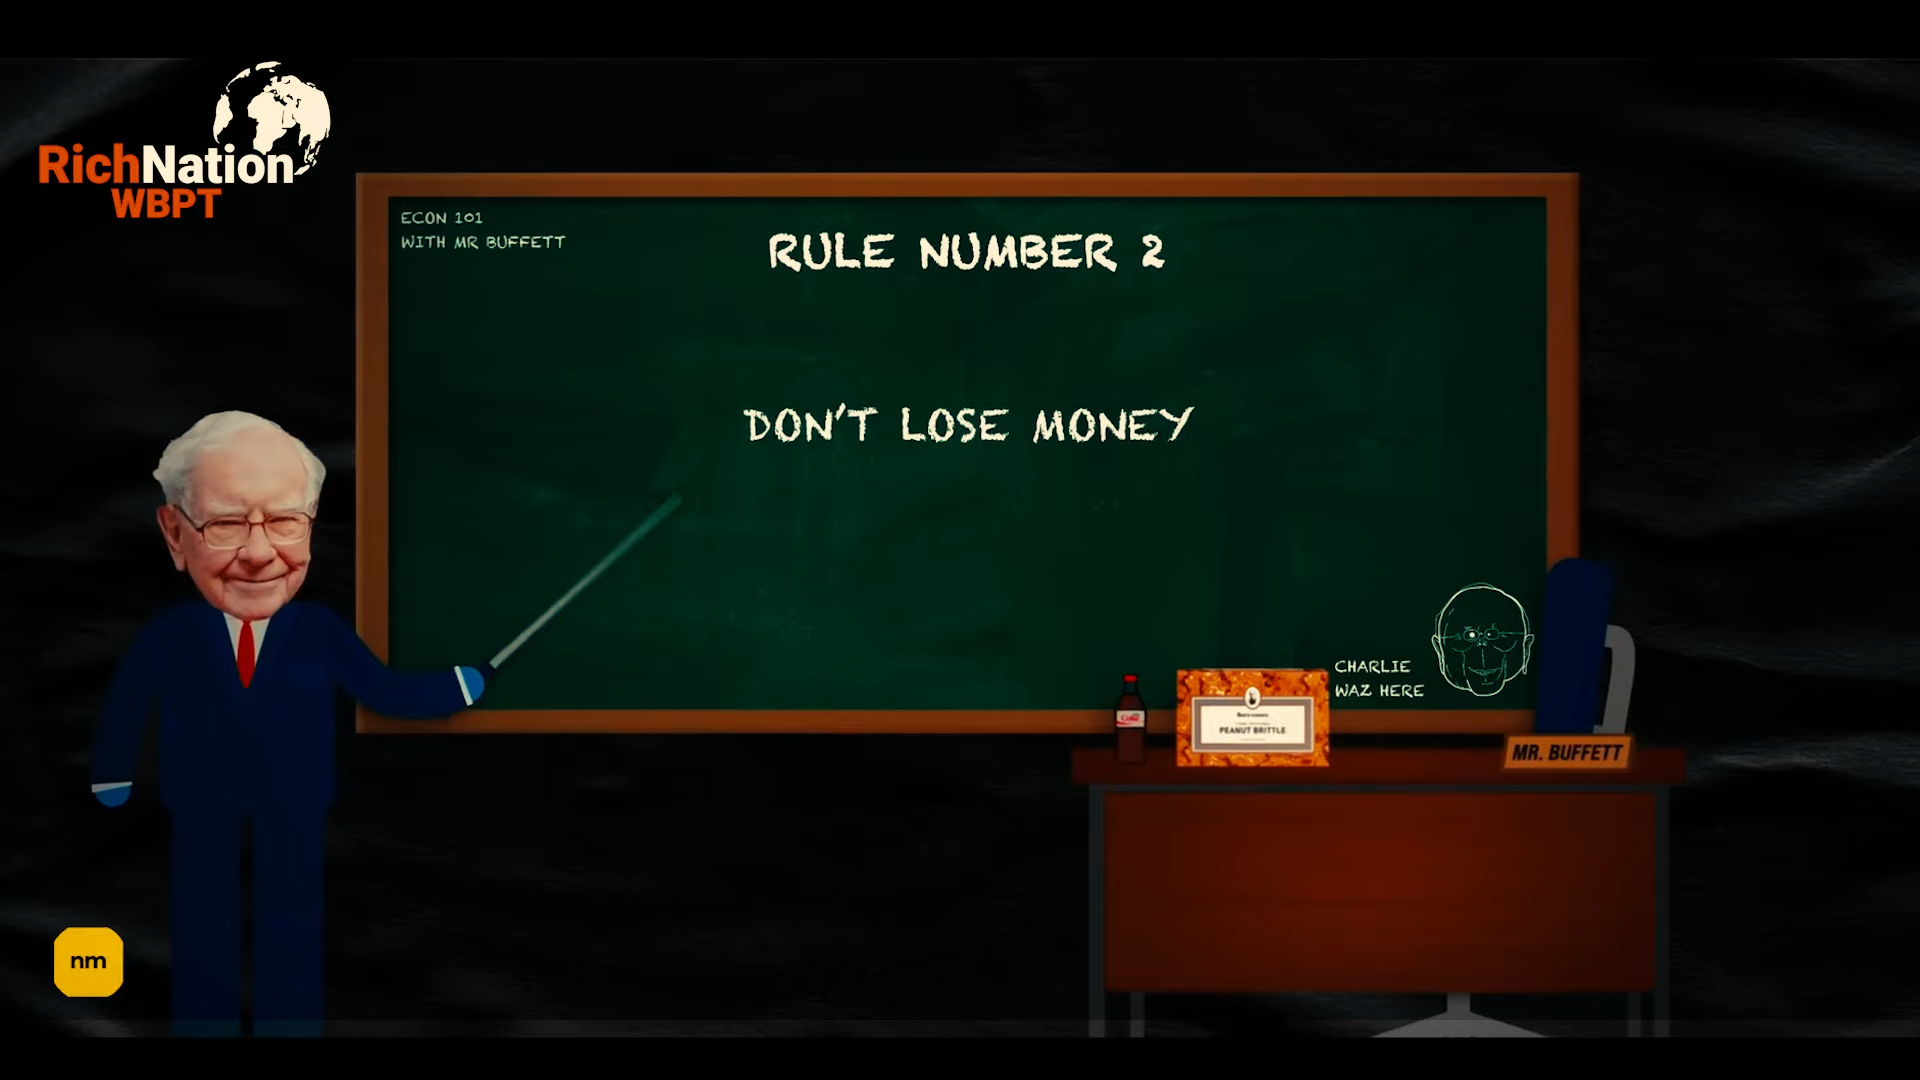 RichNation
WBPT
ECON 101
WITH MR BUFFETT
RULE NUMBER 2
DON'T LOSE MONEY
CHARLIE
WAZ HERE
Coke
PEANUT BRITTLE
MR. BUFFETT
nm